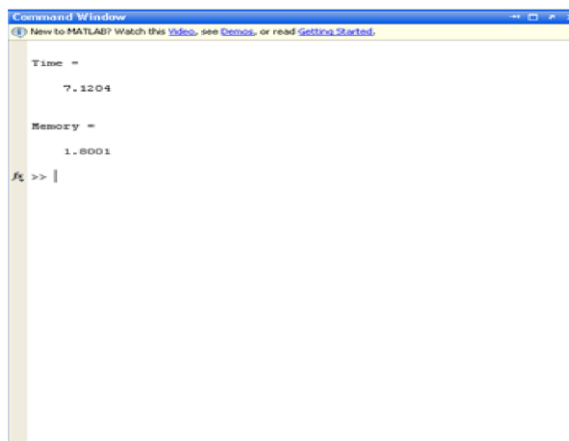 Command Window
New to MATLAB? Watch this Video, see Demos, or read Getting Started.
Time =
7.1204
Memory =
1.8001
fx >>